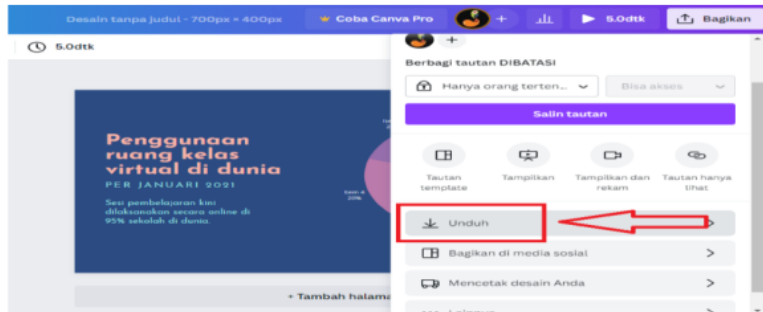 Desain tanpa judul - 700px × 400px
Coba Canva Pro
5.0dtk
Bagikan
5.0dtk
Berbagi tautan DIBATASI
Hanya orang terten...
Bisa akses
Salin tautan
Tautan
template
Tampilkan
Tampilkan dan
rekam
Tautan hanya
lihat
Unduh
Bagikan di media sosial
Mencetak desain Anda
Penggunaan
ruang kelas
virtual di dunia
PER JANUARI 2021
Sesi pembelajaran kini
dilaksanakan secara online di
95% sekolah di dunia.
+ Tambah halama